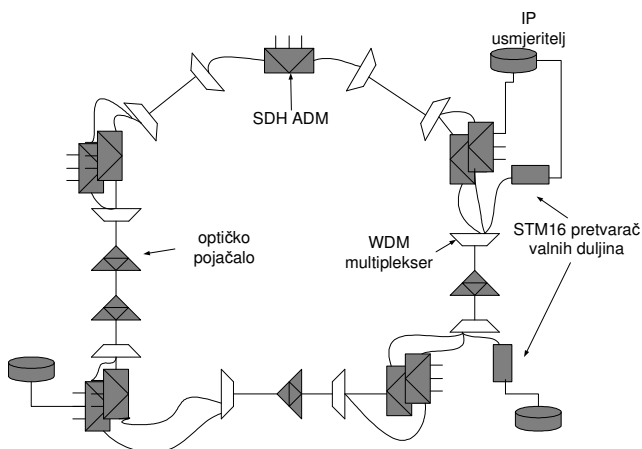 IP
usmjeritelj
SDH ADM
optičko
pojačalo
WDM
multiplekser
STM16 pretvarač
valnih duljina